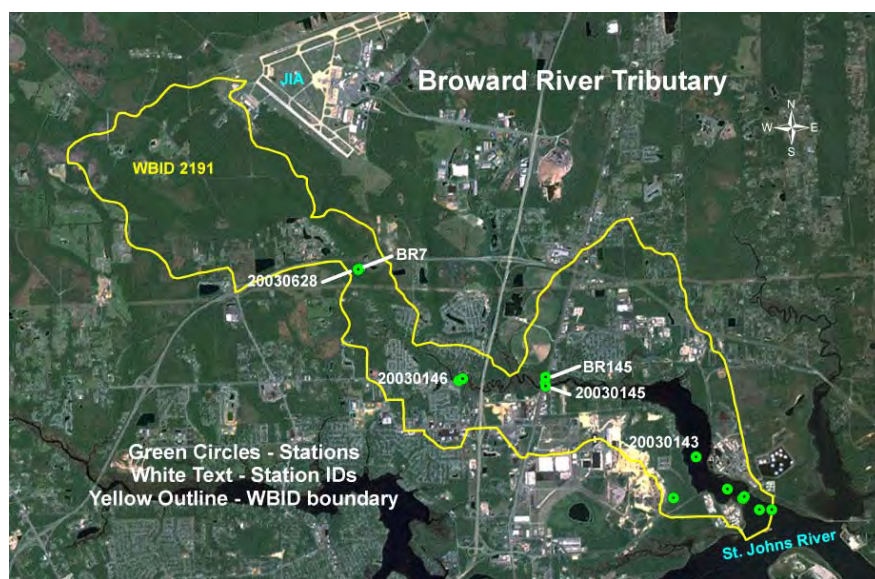 JIA
Broward River Tributary
N
W E
S
WBID 2191
BR7
20030628
BR145
20030146
20030145
20030143
Green Circles - Stations
White Text - Station IDs
Yellow Outline - WBID boundary
St. Johns River